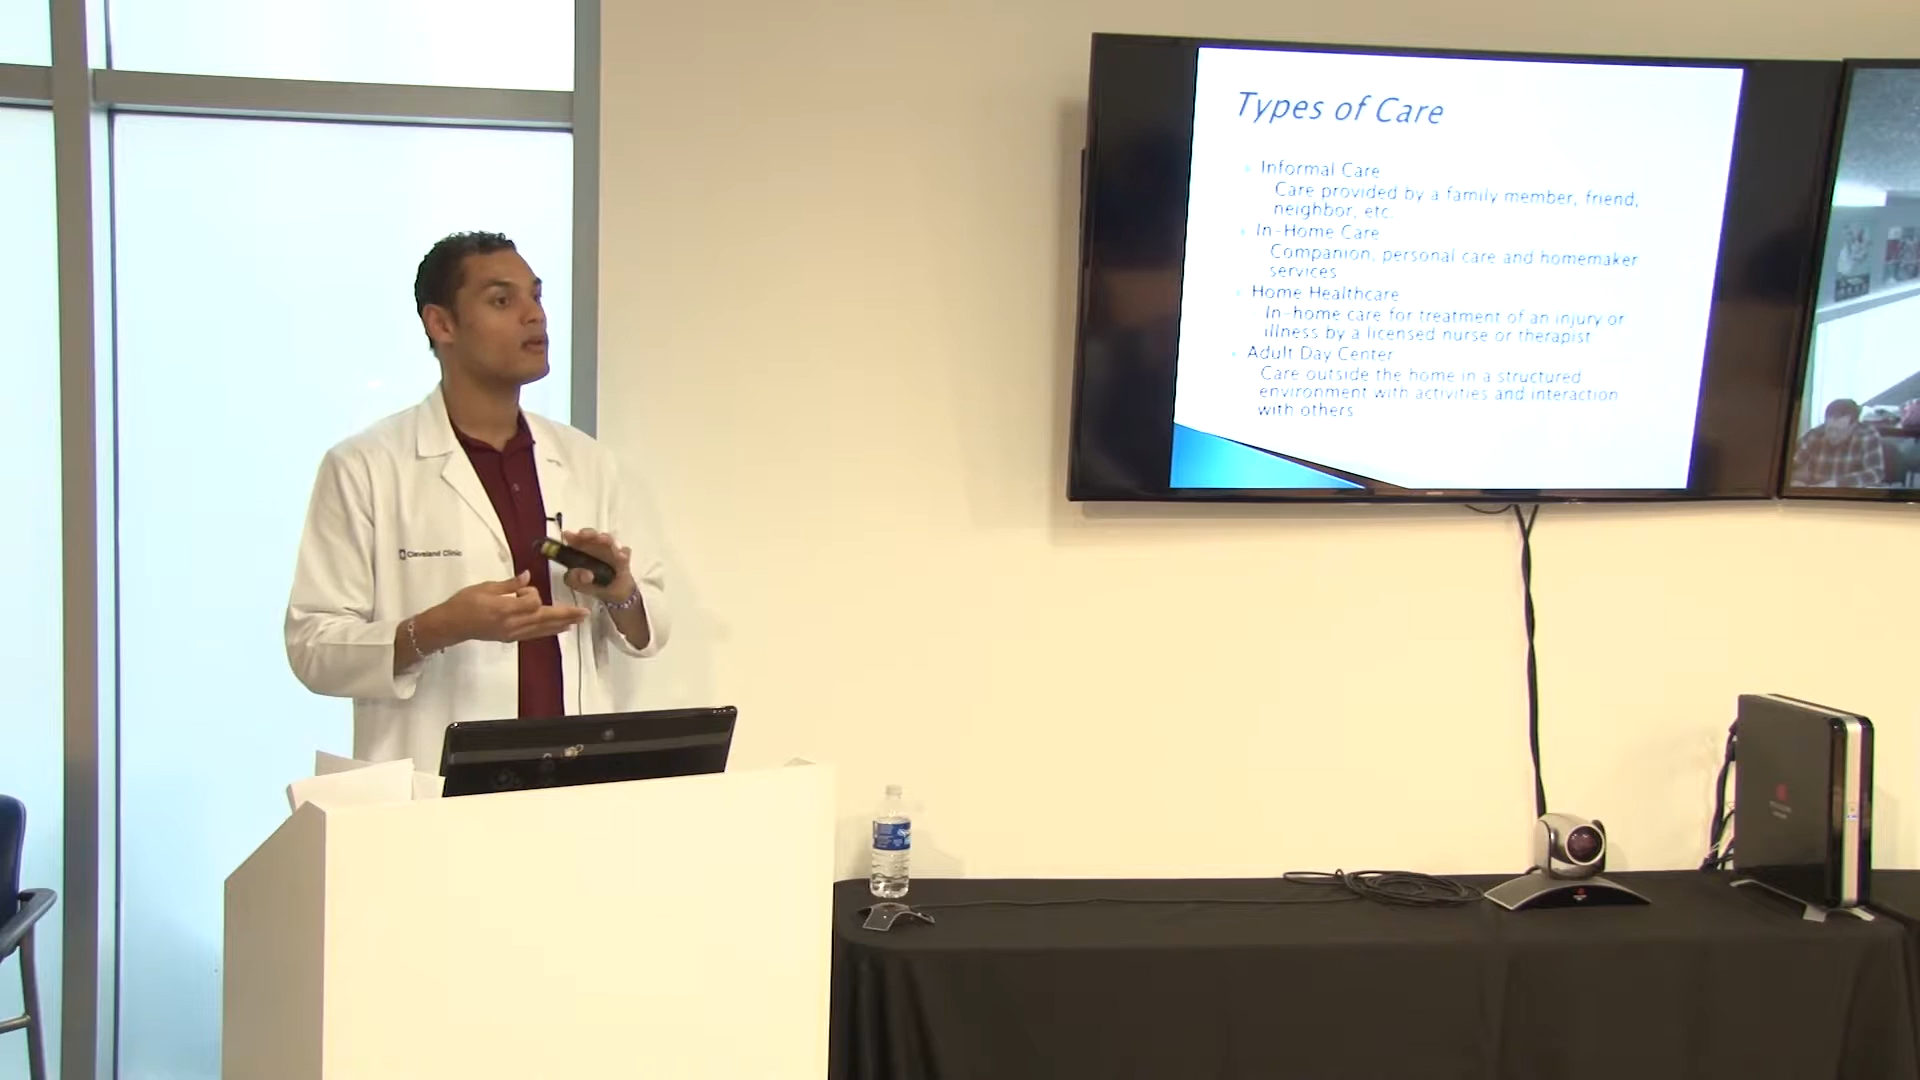 Types of Care
Informal Care
Care provided by a family member, friend,
neighbor, etc.
In-Home Care
Companion, personal care and homemaker
services
Home Healthcare
In-home care for treatment of an injury or
illness by a licensed nurse or therapist
Adult Day Center
Care outside the home in a structured
environment with activities and interaction
with others
Cleveland Clinic